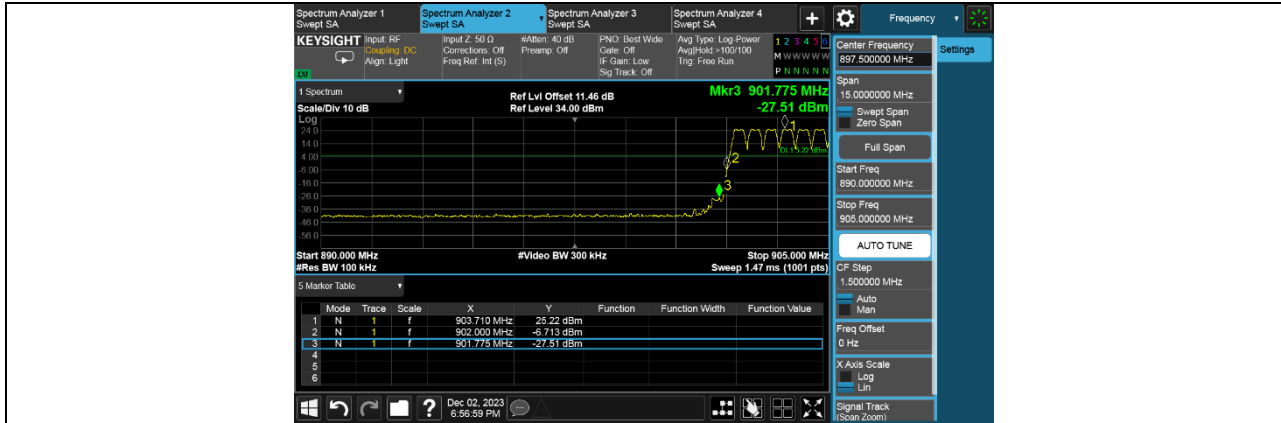 Spectrum Analyzer 1
Swept SA
Spectrum Analyzer 2
Swept SA
Spectrum Analyzer 3
Swept SA
Spectrum Analyzer 4
Swept SA
+
Frequency
KEYSIGHT
LXI
Input: RF
Coupling: DC
Align: Light
Input Z: 50 Ω
Corrections: Off
Freq Ref: Int (S)
#Atten: 40 dB
Preamp: Off
PNO: Best Wide
Gate: Off
IF Gain: Low
Sig Track: Off
Avg Type: Log-Power
Avg|Hold:>100/100
Trig: Free Run
1 2 3 4 5 6
M W W W W W
P N N N N N
Settings
Center Frequency
897.500000 MHz
Span
15.0000000 MHz
Swept Span
Zero Span
Full Span
Start Freq
890.000000 MHz
Stop Freq
905.000000 MHz
AUTO TUNE
CF Step
1.500000 MHz
Auto
Man
Freq Offset
0 Hz
X Axis Scale
Log
Lin
Signal Track
(Span Zoom)
1 Spectrum
Scale/Div 10 dB
Ref Lvl Offset 11.46 dB
Ref Level 34.00 dBm
Mkr3 901.775 MHz
-27.51 dBm
Log
24.0
14.0
4.00
-6.00
-16.0
-26.0
-36.0
-46.0
-56.0
1
DL1 5.22 dBm
2
3
Start 890.000 MHz
#Video BW 300 kHz
Stop 905.000 MHz
#Res BW 100 kHz
Sweep 1.47 ms (1001 pts)
5 Marker Table
Mode Trace Scale X Y Function Function Width Function Value
1 N 1 f 903.710 MHz 25.22 dBm
2 N 1 f 902.000 MHz -6.713 dBm
3 N 1 f 901.775 MHz -27.51 dBm
4
5
6
?
Dec 02, 2023
6:56:59 PM